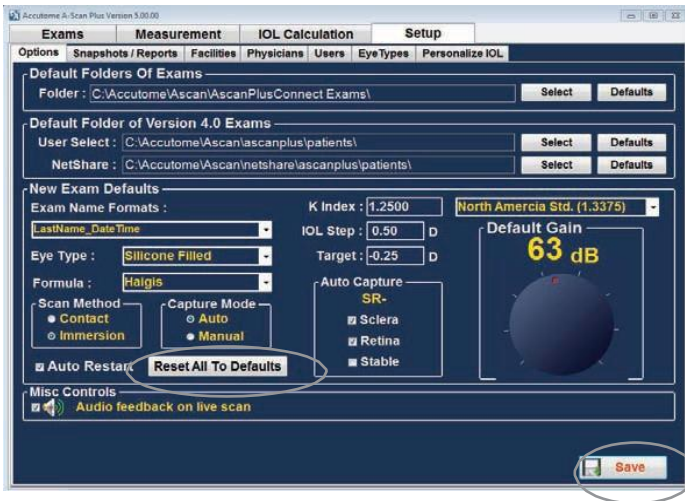 Accutome A-Scan Plus Version 5.00.00
Exams Measurement IOL Calculation Setup
Options Snapshots / Reports Facilities Physicians Users EyeTypes Personalize IOL
Default Folders Of Exams
Folder : C:\Accutome\Ascan\AscanPlusConnect Exams\ Select Defaults
Default Folder of Version 4.0 Exams
User Select : C:\Accutome\Ascan\ascanplus\patients\ Select Defaults
NetShare : C:\Accutome\Ascan\netshare\ascanplus\patients\ Select Defaults
New Exam Defaults
Exam Name Formats : K Index : 1.2500 North Amercia Std. (1.3375)
LastName_DateTime IOL Step : 0.50 D Default Gain
Eye Type : Silicone Filled Target : -0.25 D 63 dB
Formula : Haigis Auto Capture
Scan Method Capture Mode SR-
Contact Auto Sclera
Immersion Manual Retina
Auto Restart Reset All To Defaults Stable
Misc Controls
Audio feedback on live scan
Save